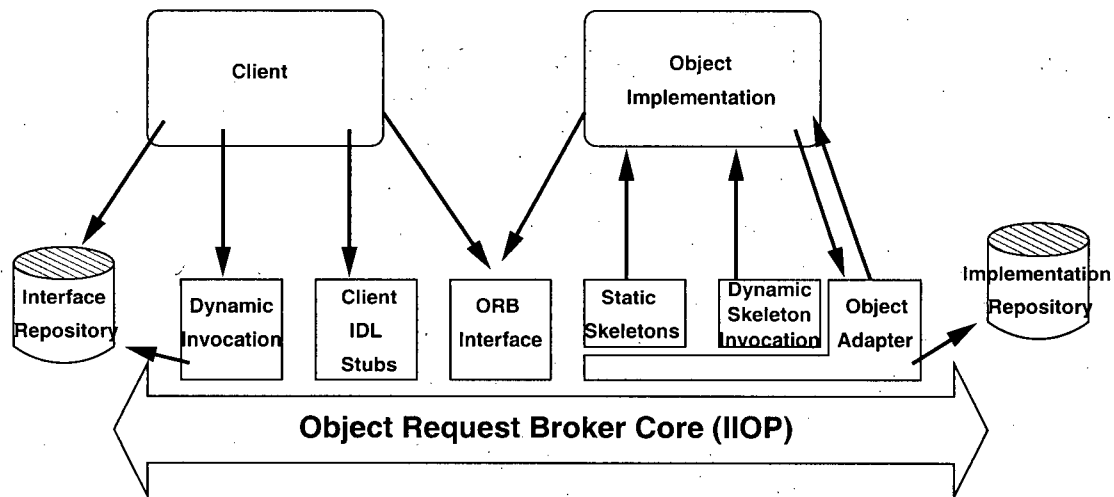 Client
Object
Implementation
Interface
Repository
Dynamic
Invocation
Client
IDL
Stubs
ORB
Interface
Static
Skeletons
Dynamic
Skeleton
Invocation
Object
Adapter
Implementation
Repository
Object Request Broker Core (IIOP)